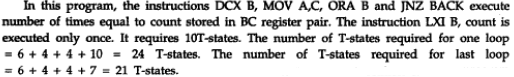 In this program, the instructions DCX B, MOV A,C, ORA B and JNZ BACK execute
number of times equal to count stored in BC register pair. The instruction LXI B, count is
executed only once. It requires 10T-states. The number of T-states required for one loop
= 6 + 4 + 4 + 10 = 24 T-states. The number of T-states required for last loop
= 6 + 4 + 4 + 7 = 21 T-states.